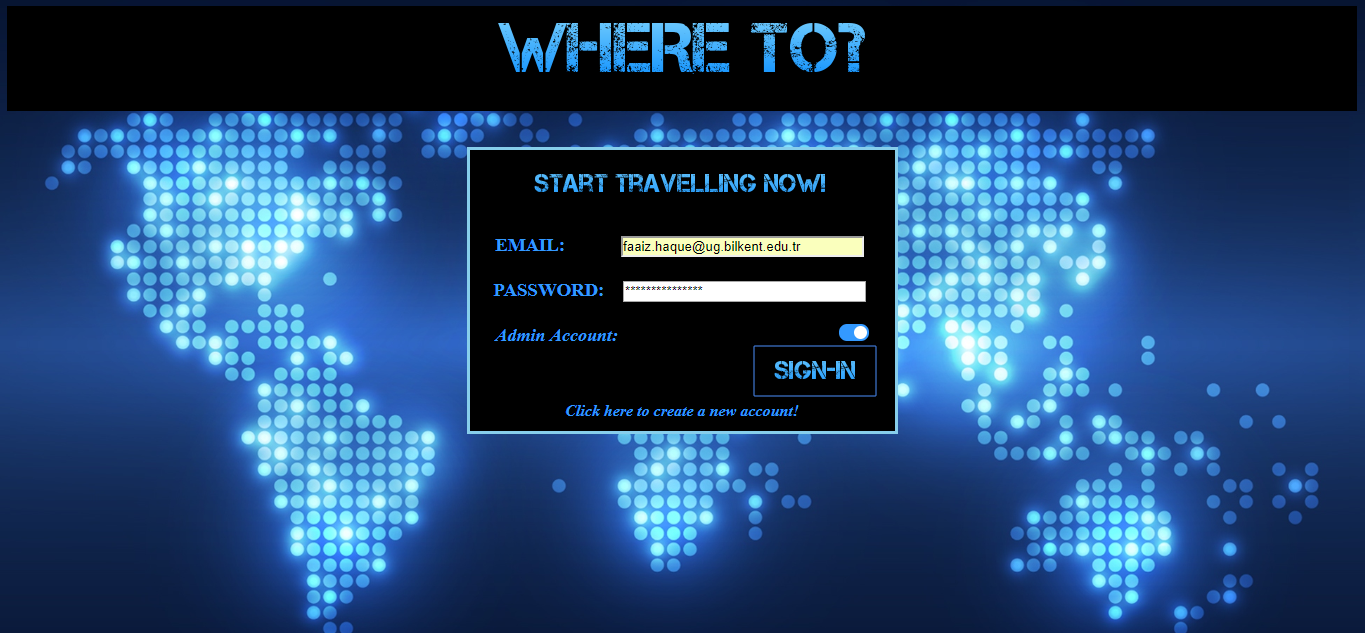 WHERE TO?
START TRAVELLING NOW!
EMAIL: faaiz.haque@ug.bilkent.edu.tr
PASSWORD: ***************
Admin Account:
SIGN-IN
Click here to create a new account!